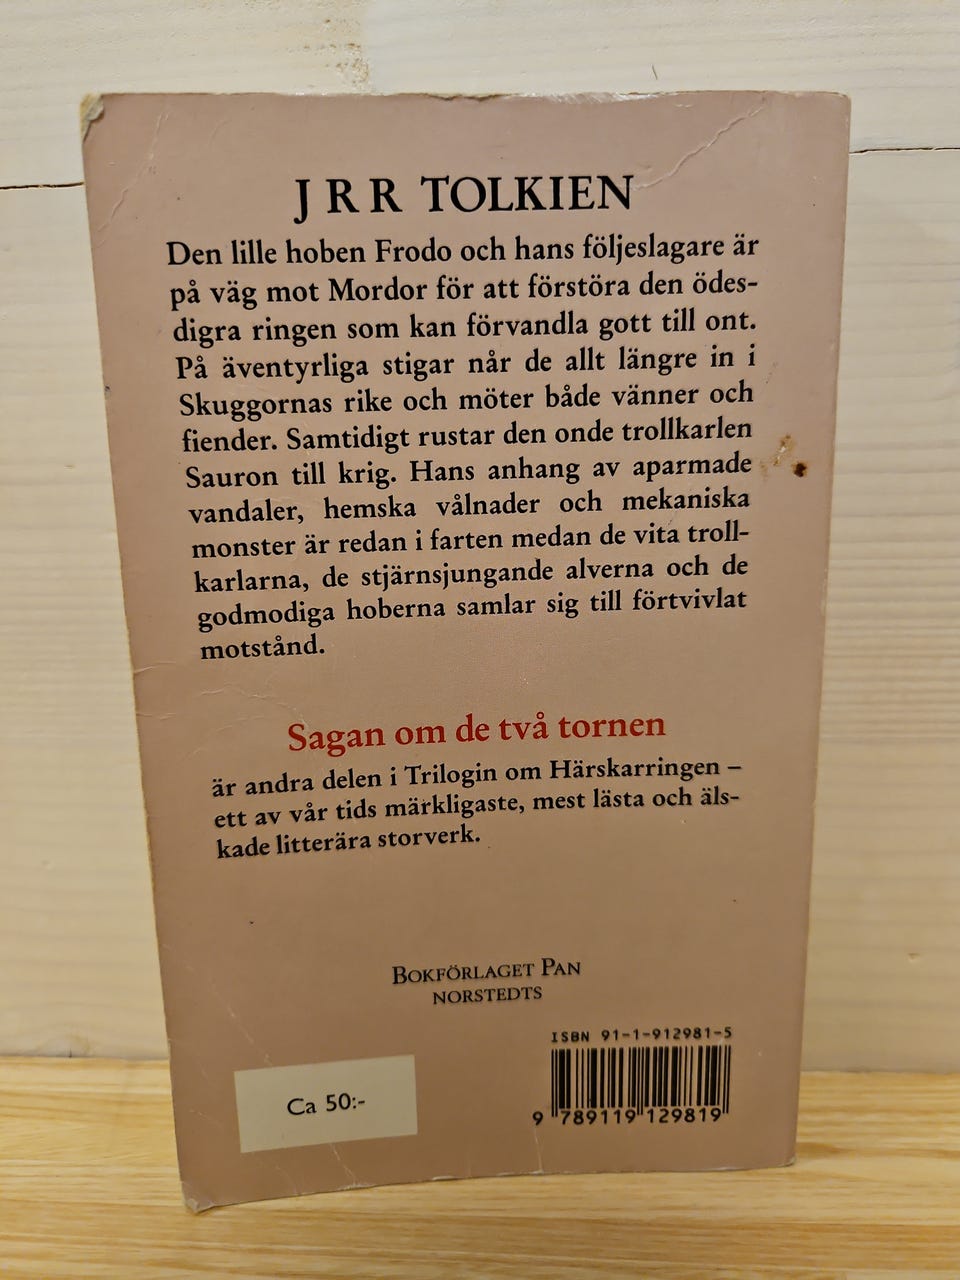 J R R TOLKIEN
Den lille hoben Frodo och hans följeslagare är
på väg mot Mordor för att förstöra den ödes-
digra ringen som kan förvandla gott till ont.
På äventyrliga stigar når de allt längre in i
Skuggornas rike och möter både vänner och
fiender. Samtidigt rustar den onde trollkarlen
Sauron till krig. Hans anhang av aparmade
vandaler, hemska vålnader och mekaniska
monster är redan i farten medan de vita troll-
karlarna, de stjärnsjungande alverna och de
godmodiga hoberna samlar sig till förtvivlat
motstånd.
Sagan om de två tornen
är andra delen i Trilogin om Härskarringen –
ett av vår tids märkligaste, mest lästa och äls-
kade litterära storverk.
BOKFÖRLAGET PAN
NORSTEDTS
ISBN 91-1-912981-5
9 789119 129819
Ca 50:-